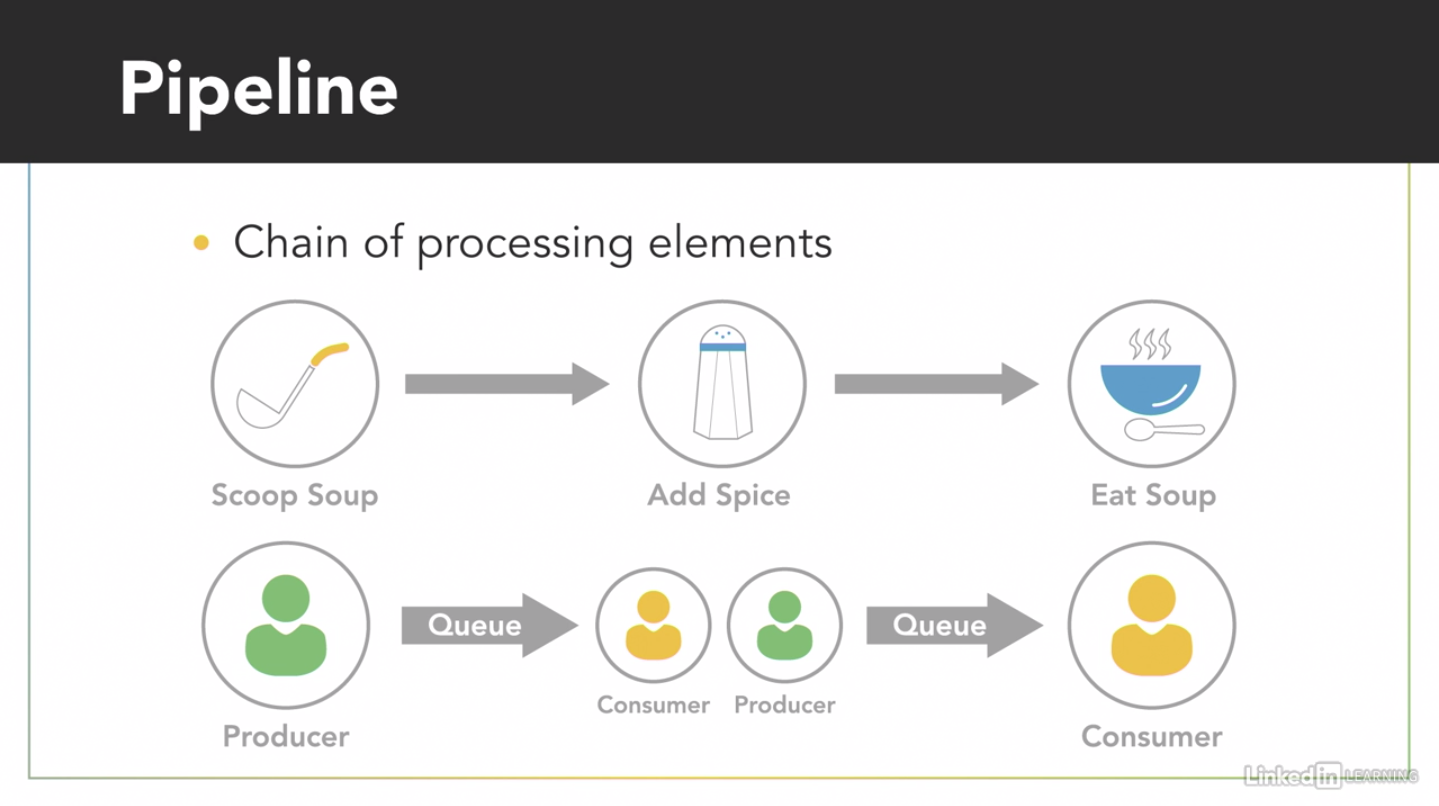 Pipeline
Chain of processing elements
Scoop Soup
Add Spice
Eat Soup
Queue
Queue
Consumer
Producer
Producer
Consumer
Linked in LEARNING